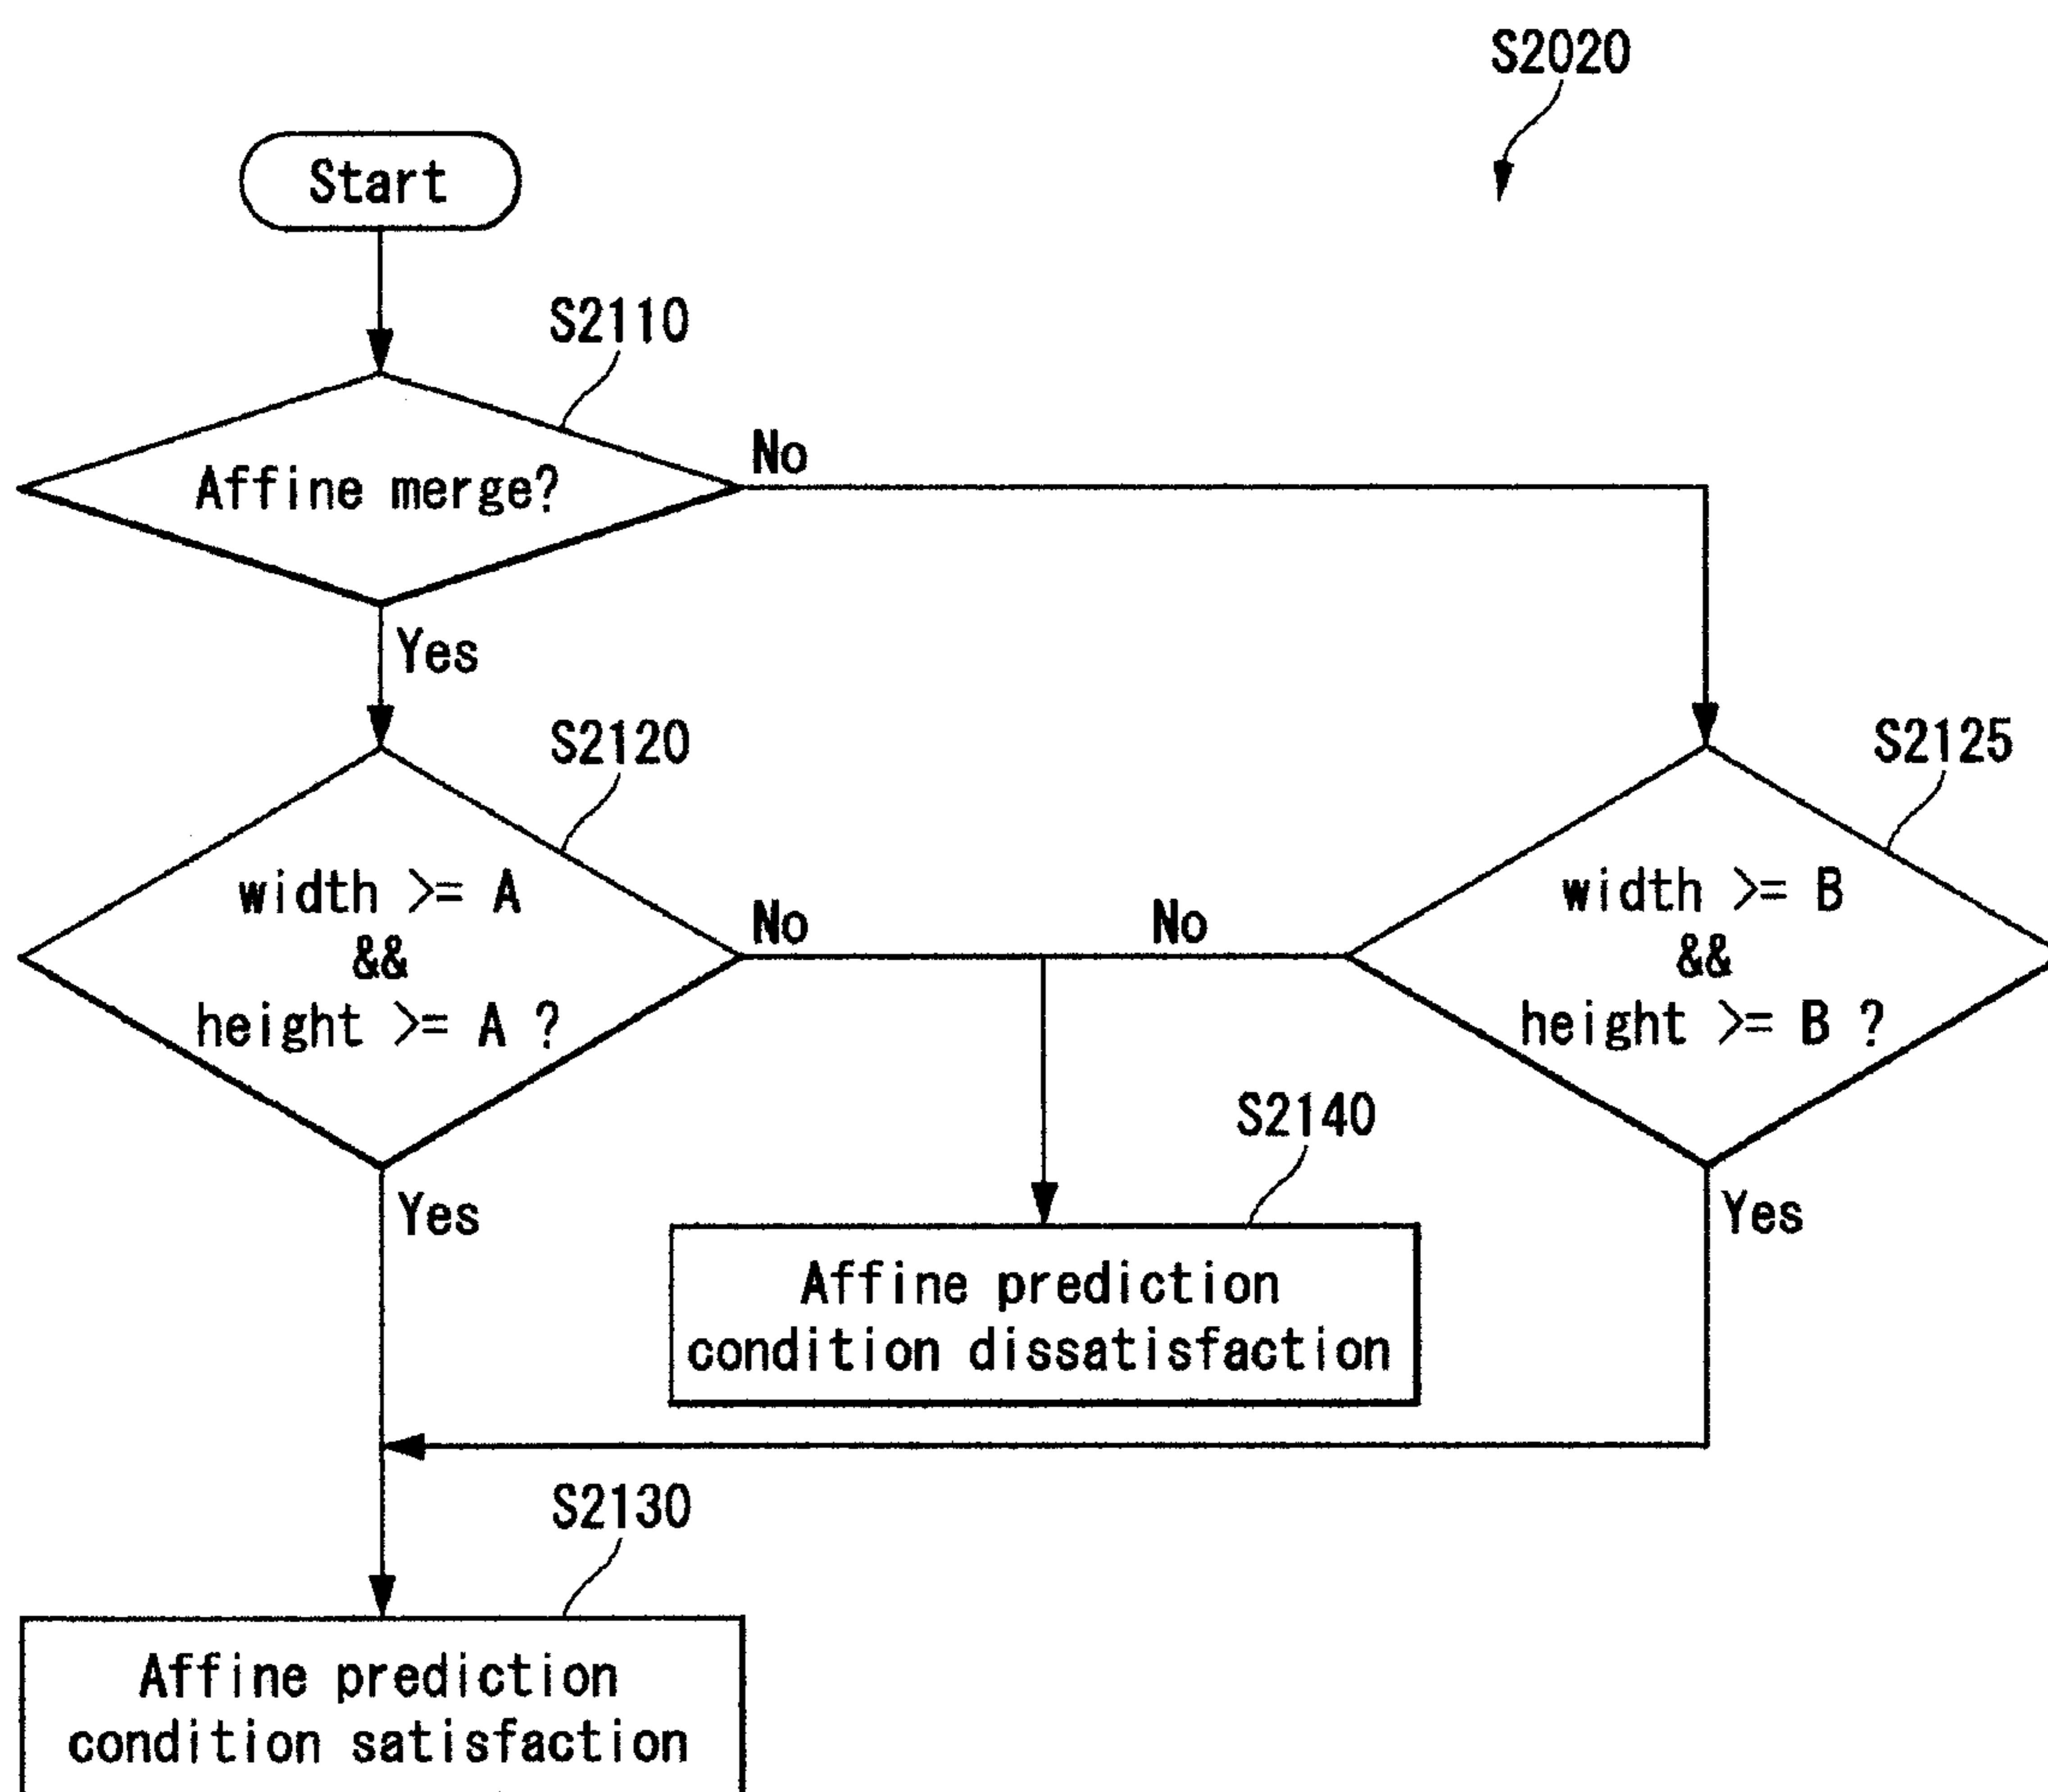 S2020
Start
S2110
Affine merge?
No
Yes
S2120
S2125
width >= A
&&
height >= A ?
No
No
width >= B
&&
height >= B ?
S2140
Yes
Yes
Affine prediction
condition dissatisfaction
S2130
Affine prediction
condition satisfaction